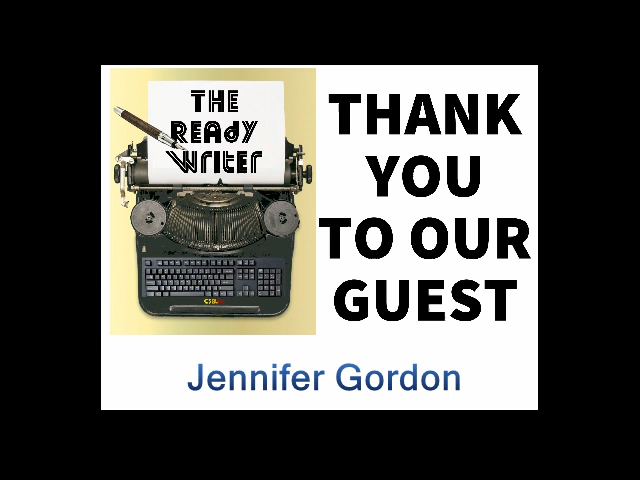 THE
READY
WRITER
THANK
YOU
TO OUR
GUEST
Jennifer Gordon